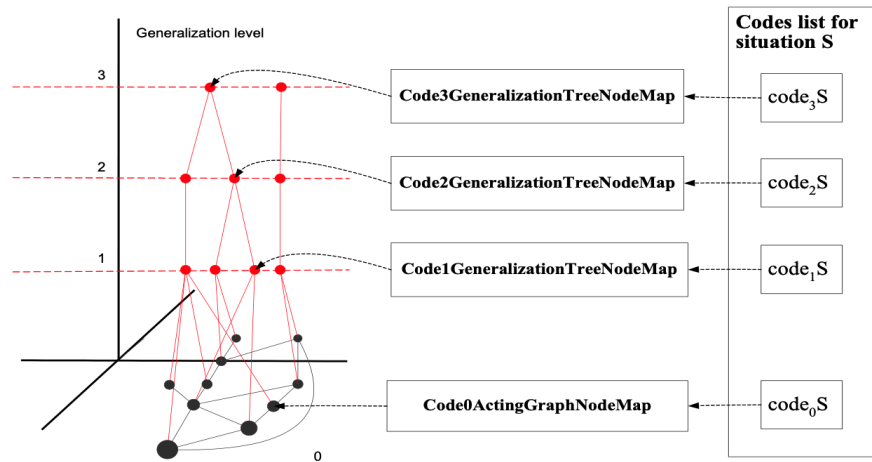 Generalization level
Codes list for
situation S
3
Code3GeneralizationTreeNodeMap
code₃S
2
Code2GeneralizationTreeNodeMap
code₂S
1
Code1GeneralizationTreeNodeMap
code₁S
Code0ActingGraphNodeMap
code₀S
0